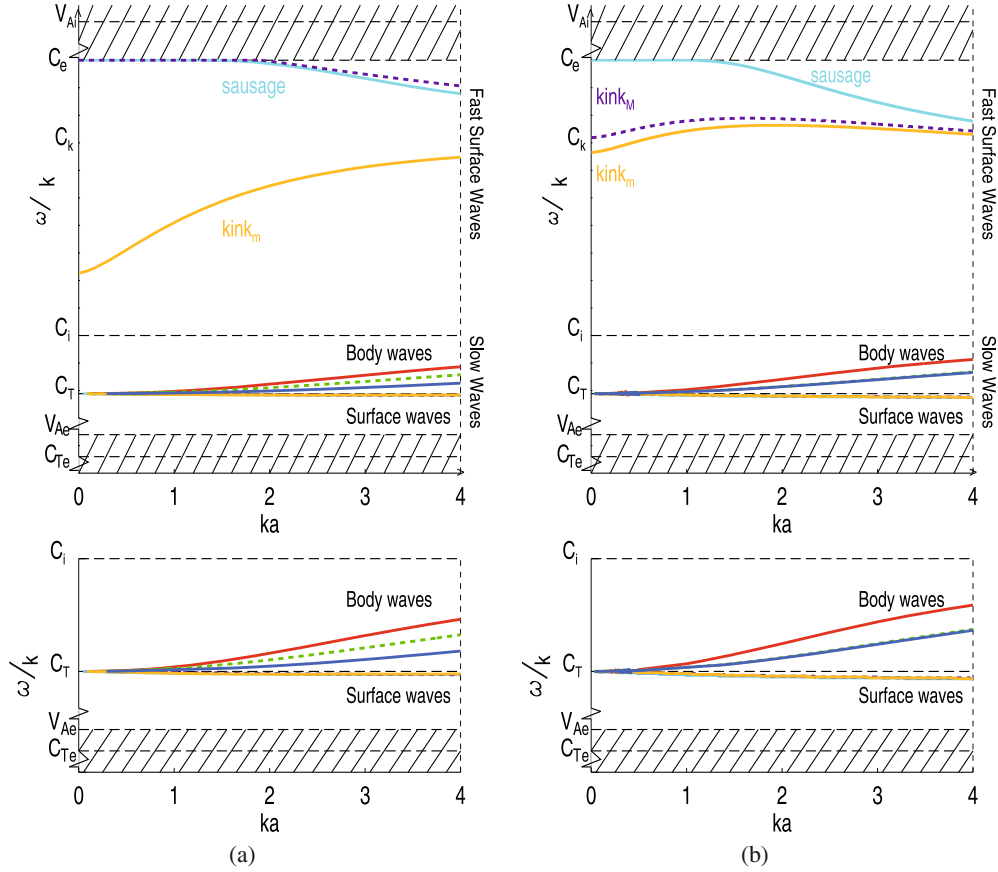 V_Ai
C_e
sausage
C_k
ω/k
kink_m
C_i
Body waves
C_T
Surface waves
V_Ae
C_Te
0 1 2 3 4
ka
Fast Surface Waves
Slow Waves
V_Ai
C_e
sausage
kink_M
C_k
kink_m
ω/k
C_i
Body waves
C_T
Surface waves
V_Ae
C_Te
0 1 2 3 4
ka
Fast Surface Waves
Slow Waves
C_i
Body waves
ω/k
C_T
Surface waves
V_Ae
C_Te
0 1 2 3 4
ka
(a)
C_i
Body waves
ω/k
C_T
Surface waves
V_Ae
C_Te
0 1 2 3 4
ka
(b)